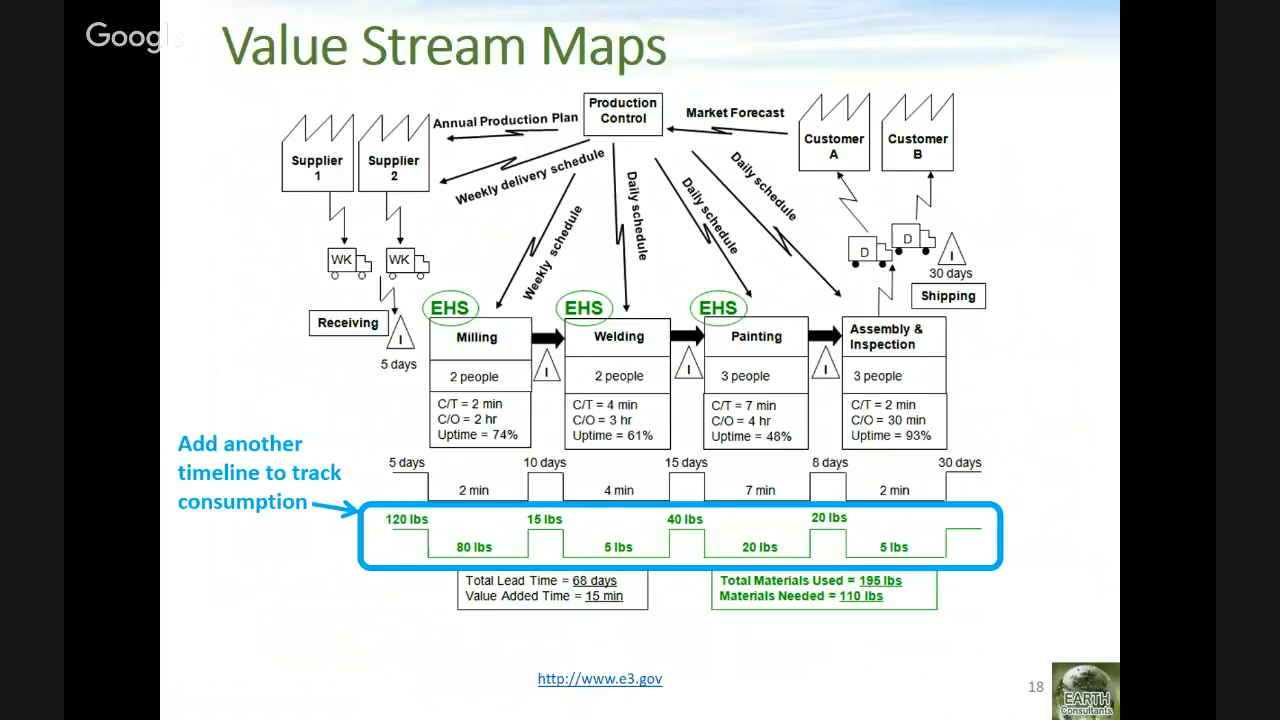 Google
Value Stream Maps
Production
Control
Annual Production Plan
Market Forecast
Supplier
1
Supplier
2
Customer
A
Customer
B
Weekly delivery schedule
Weekly schedule
Daily schedule
Daily schedule
Daily schedule
WK
WK
D
D
I
30 days
Shipping
Receiving
I
5 days
EHS
EHS
EHS
Milling
2 people
C/T = 2 min
C/O = 2 hr
Uptime = 74%
I
Welding
2 people
C/T = 4 min
C/O = 3 hr
Uptime = 61%
I
Painting
3 people
C/T = 7 min
C/O = 4 hr
Uptime = 48%
I
Assembly &
Inspection
3 people
C/T = 2 min
C/O = 30 min
Uptime = 93%
Add another
timeline to track
consumption
5 days 10 days 15 days 8 days 30 days
2 min 4 min 7 min 2 min
120 lbs 15 lbs 40 lbs 20 lbs
80 lbs 5 lbs 20 lbs 5 lbs
Total Lead Time = 68 days
Value Added Time = 15 min
Total Materials Used = 195 lbs
Materials Needed = 110 lbs
http://www.e3.gov
18
EARTH
Consultants